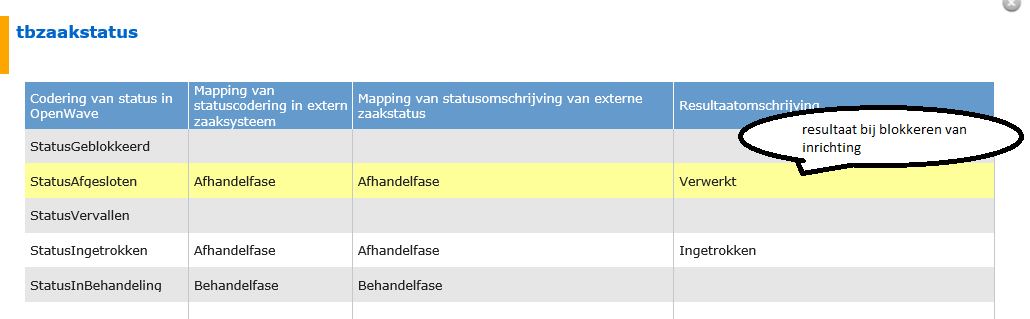 tbzaakstatus
Codering van status in OpenWave
Mapping van statuscodering in extern zaaksysteem
Mapping van statusomschrijving van externe zaakstatus
Resultaatomschrijving
resultaat bij blokkeren van
inrichting
StatusGeblokkeerd
StatusAfgesloten Afhandelfase Afhandelfase Verwerkt
StatusVervallen
StatusIngetrokken Afhandelfase Afhandelfase Ingetrokken
StatusInBehandeling Behandelfase Behandelfase